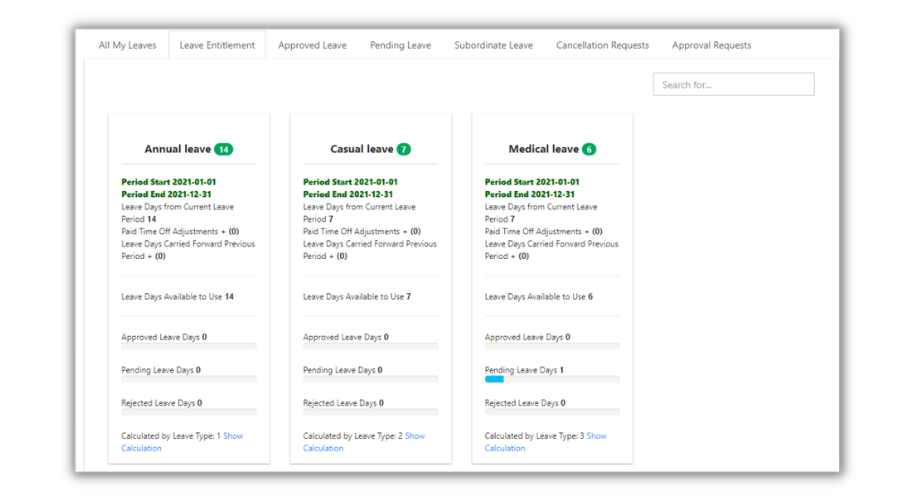 All My Leaves Leave Entitlement Approved Leave Pending Leave Subordinate Leave Cancellation Requests Approval Requests
Search for...
Annual leave 14
Period Start 2021-01-01
Period End 2021-12-31
Leave Days from Current Leave
Period 14
Paid Time Off Adjustments + (0)
Leave Days Carried Forward Previous
Period + (0)
Leave Days Available to Use 14
Approved Leave Days 0
Pending Leave Days 0
Rejected Leave Days 0
Calculated by Leave Type: 1 Show
Calculation
Casual leave 7
Period Start 2021-01-01
Period End 2021-12-31
Leave Days from Current Leave
Period 7
Paid Time Off Adjustments + (0)
Leave Days Carried Forward Previous
Period + (0)
Leave Days Available to Use 7
Approved Leave Days 0
Pending Leave Days 0
Rejected Leave Days 0
Calculated by Leave Type: 2 Show
Calculation
Medical leave 6
Period Start 2021-01-01
Period End 2021-12-31
Leave Days from Current Leave
Period 7
Paid Time Off Adjustments + (0)
Leave Days Carried Forward Previous
Period + (0)
Leave Days Available to Use 6
Approved Leave Days 0
Pending Leave Days 1
Rejected Leave Days 0
Calculated by Leave Type: 3 Show
Calculation